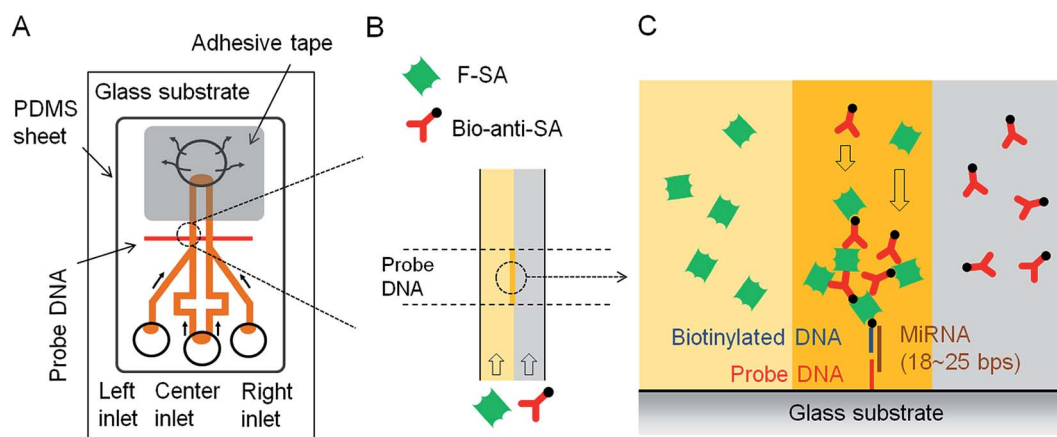 A
Adhesive tape
Glass substrate
PDMS
sheet
Probe DNA
Left
inlet
Center
inlet
Right
inlet
B
F-SA
Bio-anti-SA
Probe
DNA
C
Biotinylated DNA
MiRNA
(18~25 bps)
Probe DNA
Glass substrate